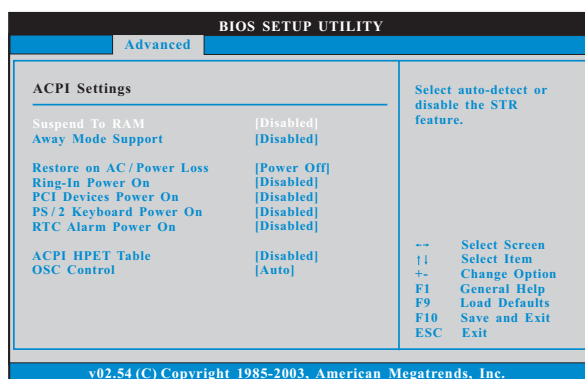 BIOS SETUP UTILITY
Advanced
ACPI Settings
Suspend To RAM [Disabled]
Away Mode Support [Disabled]
Restore on AC / Power Loss [Power Off]
Ring-In Power On [Disabled]
PCI Devices Power On [Disabled]
PS / 2 Keyboard Power On [Disabled]
RTC Alarm Power On [Disabled]
ACPI HPET Table [Disabled]
OSC Control [Auto]
Select auto-detect or
disable the STR
feature.
←→ Select Screen
↑↓ Select Item
+- Change Option
F1 General Help
F9 Load Defaults
F10 Save and Exit
ESC Exit
v02.54 (C) Copyright 1985-2003, American Megatrends, Inc.